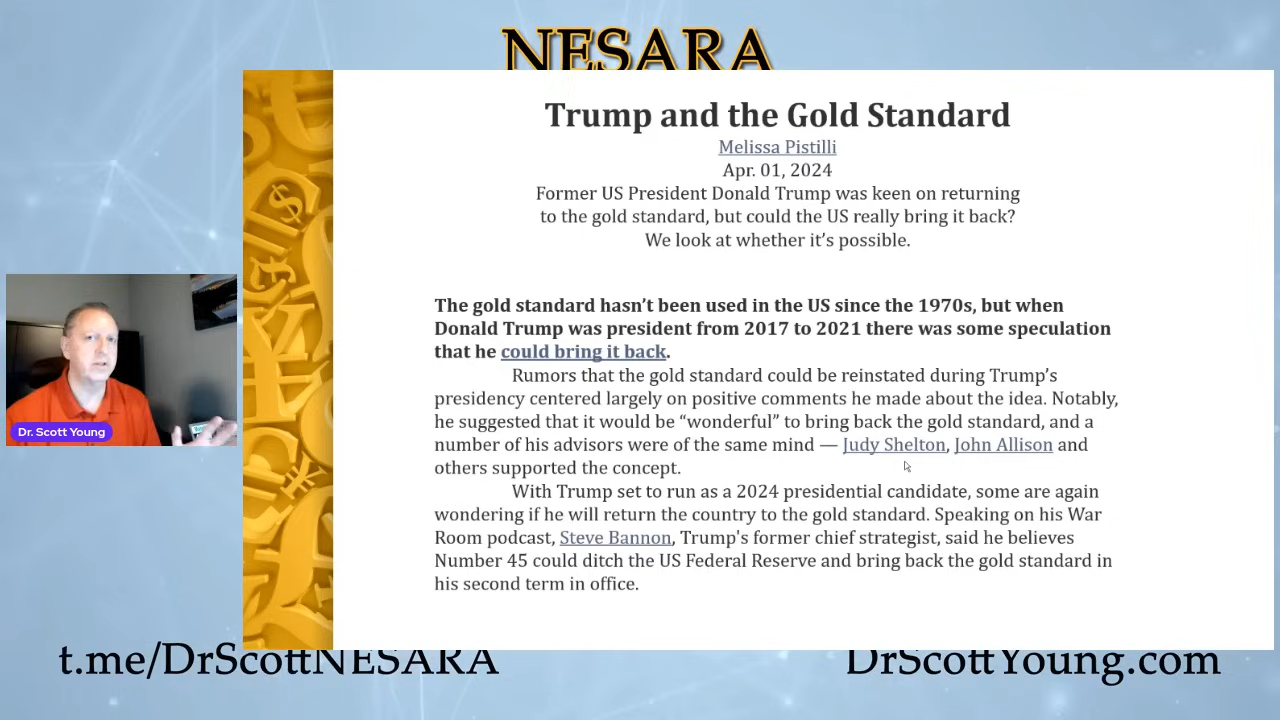 NESARA
Trump and the Gold Standard
Melissa Pistilli
Apr. 01, 2024
Former US President Donald Trump was keen on returning
to the gold standard, but could the US really bring it back?
We look at whether it’s possible.
The gold standard hasn’t been used in the US since the 1970s, but when
Donald Trump was president from 2017 to 2021 there was some speculation
that he could bring it back.
Rumors that the gold standard could be reinstated during Trump’s
presidency centered largely on positive comments he made about the idea. Notably,
he suggested that it would be “wonderful” to bring back the gold standard, and a
number of his advisors were of the same mind — Judy Shelton, John Allison and
others supported the concept.
With Trump set to run as a 2024 presidential candidate, some are again
wondering if he will return the country to the gold standard. Speaking on his War
Room podcast, Steve Bannon, Trump's former chief strategist, said he believes
Number 45 could ditch the US Federal Reserve and bring back the gold standard in
his second term in office.
Dr. Scott Young
t.me/DrScottNESARA
DrScottYoung.com